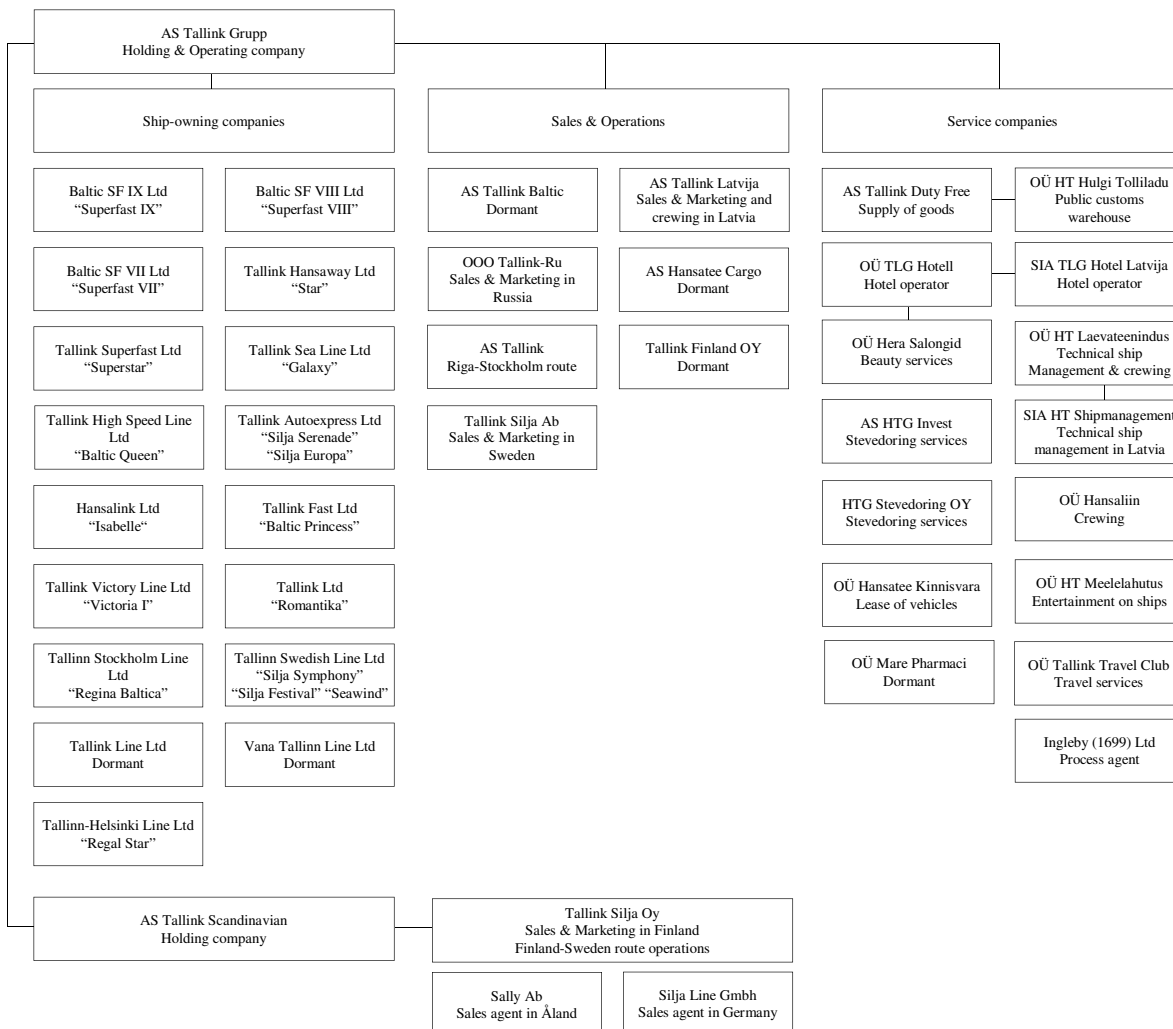 AS Tallink Grupp
Holding & Operating company
Ship-owning companies
Sales & Operations
Service companies
Baltic SF IX Ltd
“Superfast IX”
Baltic SF VIII Ltd
“Superfast VIII”
Baltic SF VII Ltd
“Superfast VII”
Tallink Hansaway Ltd
“Star”
Tallink Superfast Ltd
“Superstar”
Tallink Sea Line Ltd
“Galaxy”
Tallink High Speed Line
Ltd
“Baltic Queen”
Tallink Autoexpress Ltd
“Silja Serenade”
“Silja Europa”
Hansalink Ltd
“Isabelle“
Tallink Fast Ltd
“Baltic Princess”
Tallink Victory Line Ltd
“Victoria I”
Tallink Ltd
“Romantika”
Tallinn Stockholm Line
Ltd
“Regina Baltica”
Tallinn Swedish Line Ltd
“Silja Symphony”
“Silja Festival” “Seawind”
Tallink Line Ltd
Dormant
Vana Tallinn Line Ltd
Dormant
Tallinn-Helsinki Line Ltd
“Regal Star”
AS Tallink Baltic
Dormant
AS Tallink Latvija
Sales & Marketing and
crewing in Latvia
OOO Tallink-Ru
Sales & Marketing in
Russia
AS Hansatee Cargo
Dormant
AS Tallink
Riga-Stockholm route
Tallink Finland OY
Dormant
Tallink Silja Ab
Sales & Marketing in
Sweden
AS Tallink Duty Free
Supply of goods
OÜ HT Hulgi Tolliladu
Public customs
warehouse
OÜ TLG Hotell
Hotel operator
SIA TLG Hotel Latvija
Hotel operator
OÜ Hera Salongid
Beauty services
OÜ HT Laevateenindus
Technical ship
Management & crewing
AS HTG Invest
Stevedoring services
SIA HT Shipmanagement
Technical ship
management in Latvia
HTG Stevedoring OY
Stevedoring services
OÜ Hansaliin
Crewing
OÜ Hansatee Kinnisvara
Lease of vehicles
OÜ HT Meelelahutus
Entertainment on ships
OÜ Mare Pharmaci
Dormant
OÜ Tallink Travel Club
Travel services
Ingleby (1699) Ltd
Process agent
AS Tallink Scandinavian
Holding company
Tallink Silja Oy
Sales & Marketing in Finland
Finland-Sweden route operations
Sally Ab
Sales agent in Åland
Silja Line Gmbh
Sales agent in Germany